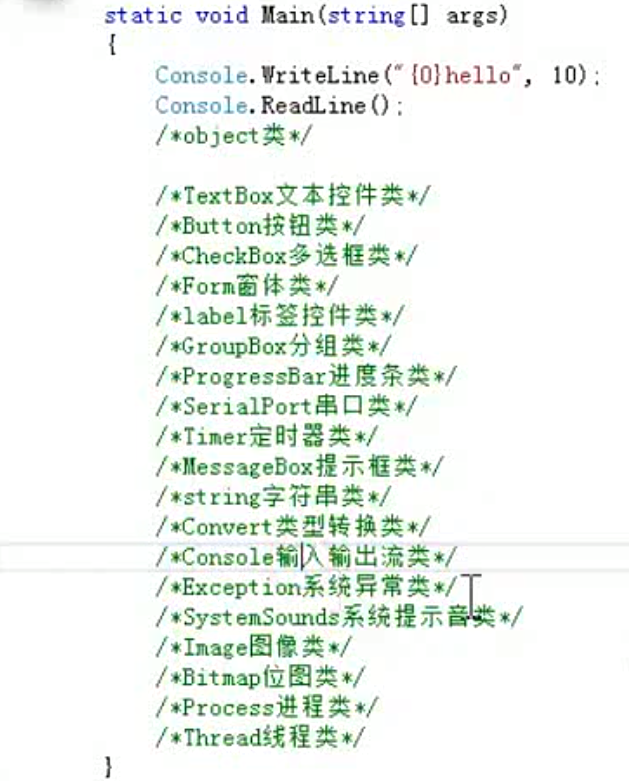 static void Main(string[] args)
{
Console.WriteLine("{0}hello", 10);
Console.ReadLine();
/*object类*/
/*TextBox文本控件类*/
/*Button按钮类*/
/*CheckBox多选框类*/
/*Form窗体类*/
/*label标签控件类*/
/*GroupBox分组类*/
/*ProgressBar进度条类*/
/*SerialPort串口类*/
/*Timer定时器类*/
/*MessageBox提示框类*/
/*string字符串类*/
/*Convert类型转换类*/
/*Console输入输出流类*/
/*Exception系统异常类*/
/*SystemSounds系统提示音类*/
/*Image图像类*/
/*Bitmap位图类*/
/*Process进程类*/
/*Thread线程类*/
}